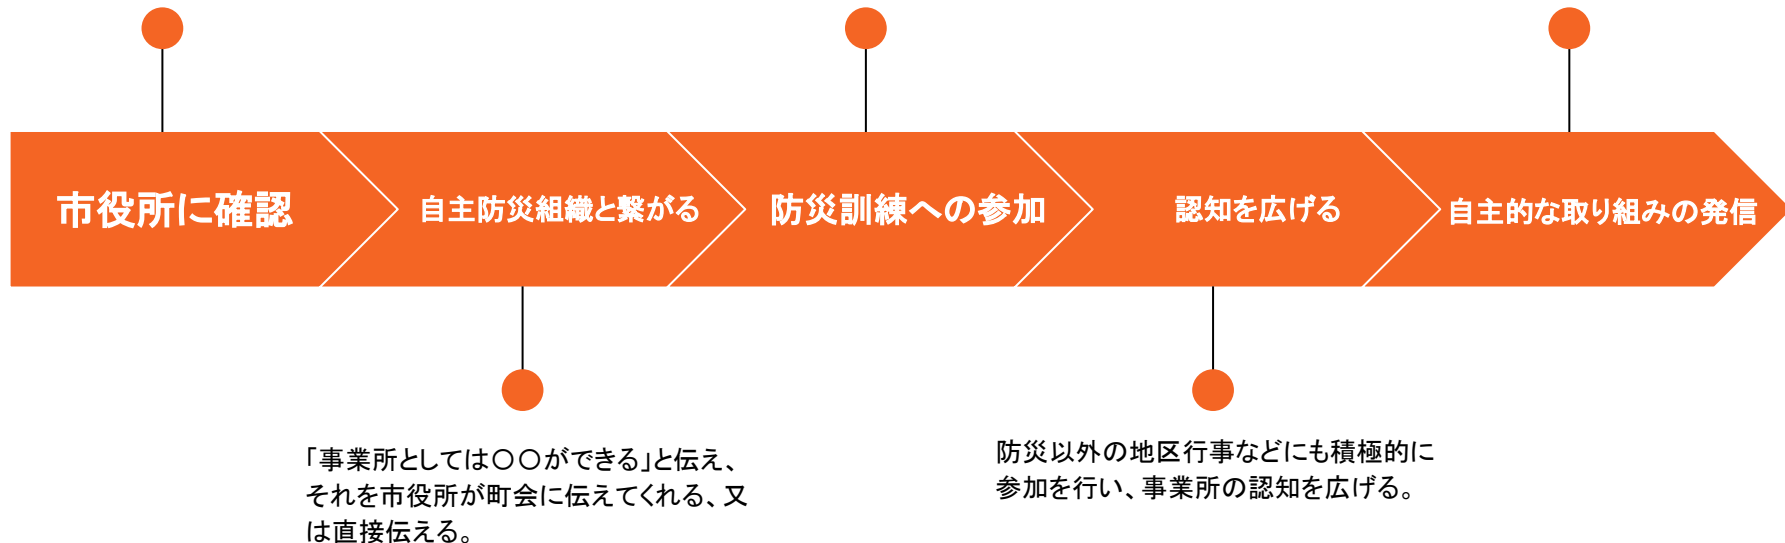 市役所に確認
自主防災組織と繋がる
防災訓練への参加
認知を広げる
自主的な取り組みの発信
「事業所としては〇〇ができる」と伝え、
それを市役所が町会に伝えてくれる、又
は直接伝える。
防災以外の地区行事などにも積極的に
参加を行い、事業所の認知を広げる。